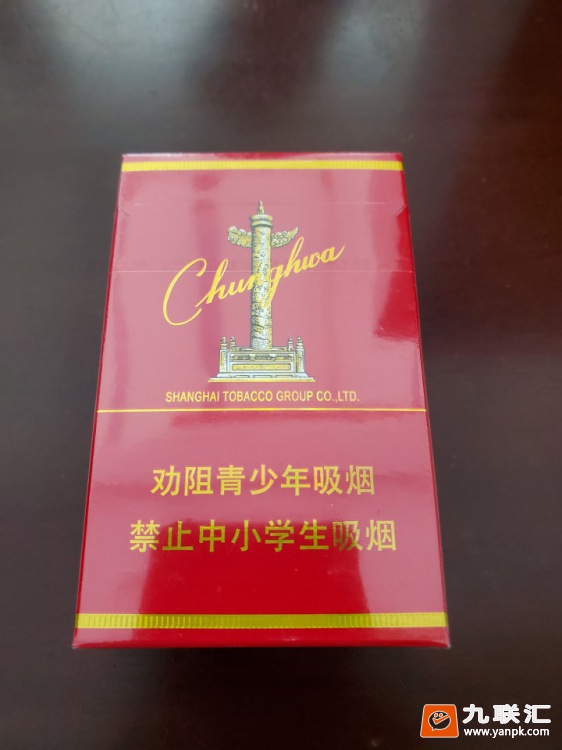 Chunghwa
SHANGHAI TOBACCO GROUP CO.,LTD.
劝阻青少年吸烟
禁止中小学生吸烟
九联汇
www.yanpk.com